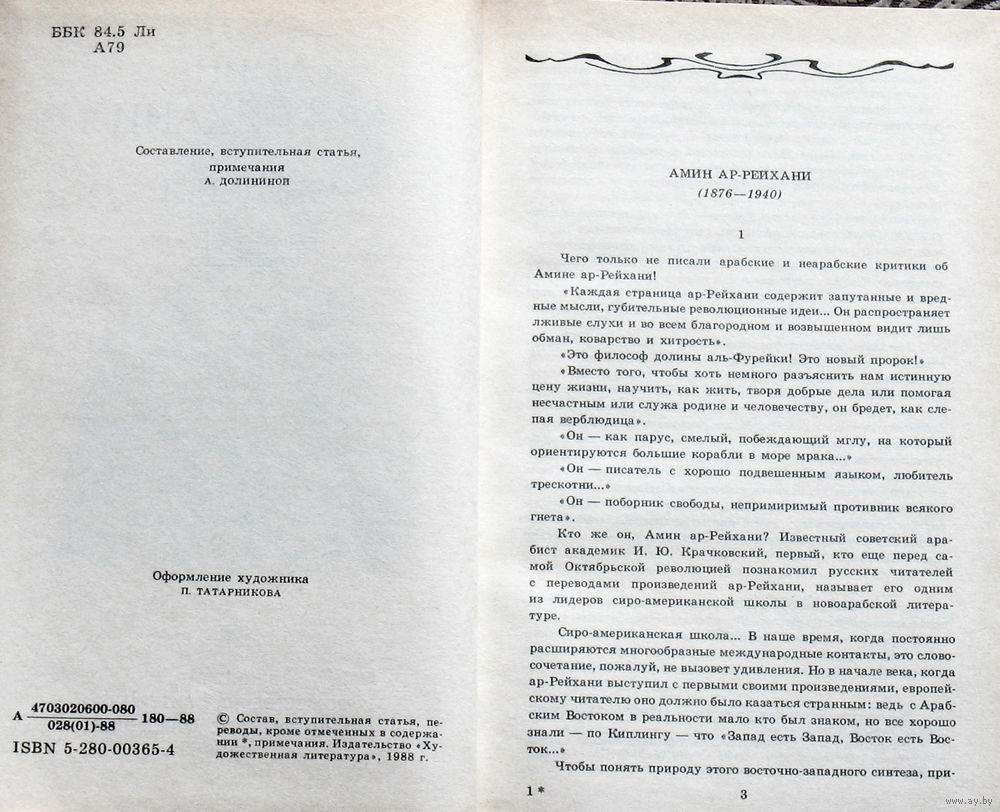 ББК 84.5 Ли
А79
Составление, вступительная статья,
примечания
А. ДОЛИНИНОЙ
Оформление художника
П. ТАТАРНИКОВА
А 4703020600-080 180—88
028(01)-88
ISBN 5-280-00365-4
© Состав, вступительная статья, пе-
реводы, кроме отмеченных в содержа-
нии *, примечания. Издательство «Ху-
дожественная литература», 1988 г.
АМИН АР-РЕЙХАНИ
(1876—1940)
1
Чего только не писали арабские и неарабские критики об
Амине ар-Рейхани!
«Каждая страница ар-Рейхани содержит запутанные и вред-
ные мысли, губительные революционные идеи... Он распространяет
лживые слухи и во всем благородном и возвышенном видит лишь
обман, коварство и хитрость».
«Это философ долины аль-Фурейки! Это новый пророк!»
«Вместо того, чтобы хоть немного разъяснить нам истинную
цену жизни, научить, как жить, творя добрые дела или помогая
несчастным или служа родине и человечеству, он бредет, как сле-
пая верблюдица».
«Он — как парус, смелый, побеждающий мглу, на который
ориентируются большие корабли в море мрака...»
«Он — писатель с хорошо подвешенным языком, любитель
трескотни...»
«Он — поборник свободы, непримиримый противник всякого
гнета».
Кто же он, Амин ар-Рейхани? Известный советский ара-
бист академик И. Ю. Крачковский, первый, кто еще перед са-
мой Октябрьской революцией познакомил русских читателей
с переводами произведений ар-Рейхани, называет его одним
из лидеров сиро-американской школы в новоарабской литера-
туре.
Сиро-американская школа... В наше время, когда постоянно
расширяются многообразные международные контакты, это слово-
сочетание, пожалуй, не вызовет удивления. Но в начале века, когда
ар-Рейхани выступил с первыми своими произведениями, европей-
скому читателю оно должно было казаться странным: ведь с Араб-
ским Востоком в реальности мало кто был знаком, но все хорошо
знали — по Киплингу — что «Запад есть Запад, Восток есть Вос-
ток...»
Чтобы понять природу этого восточно-западного синтеза, при-
1 *
3
www.ay.by